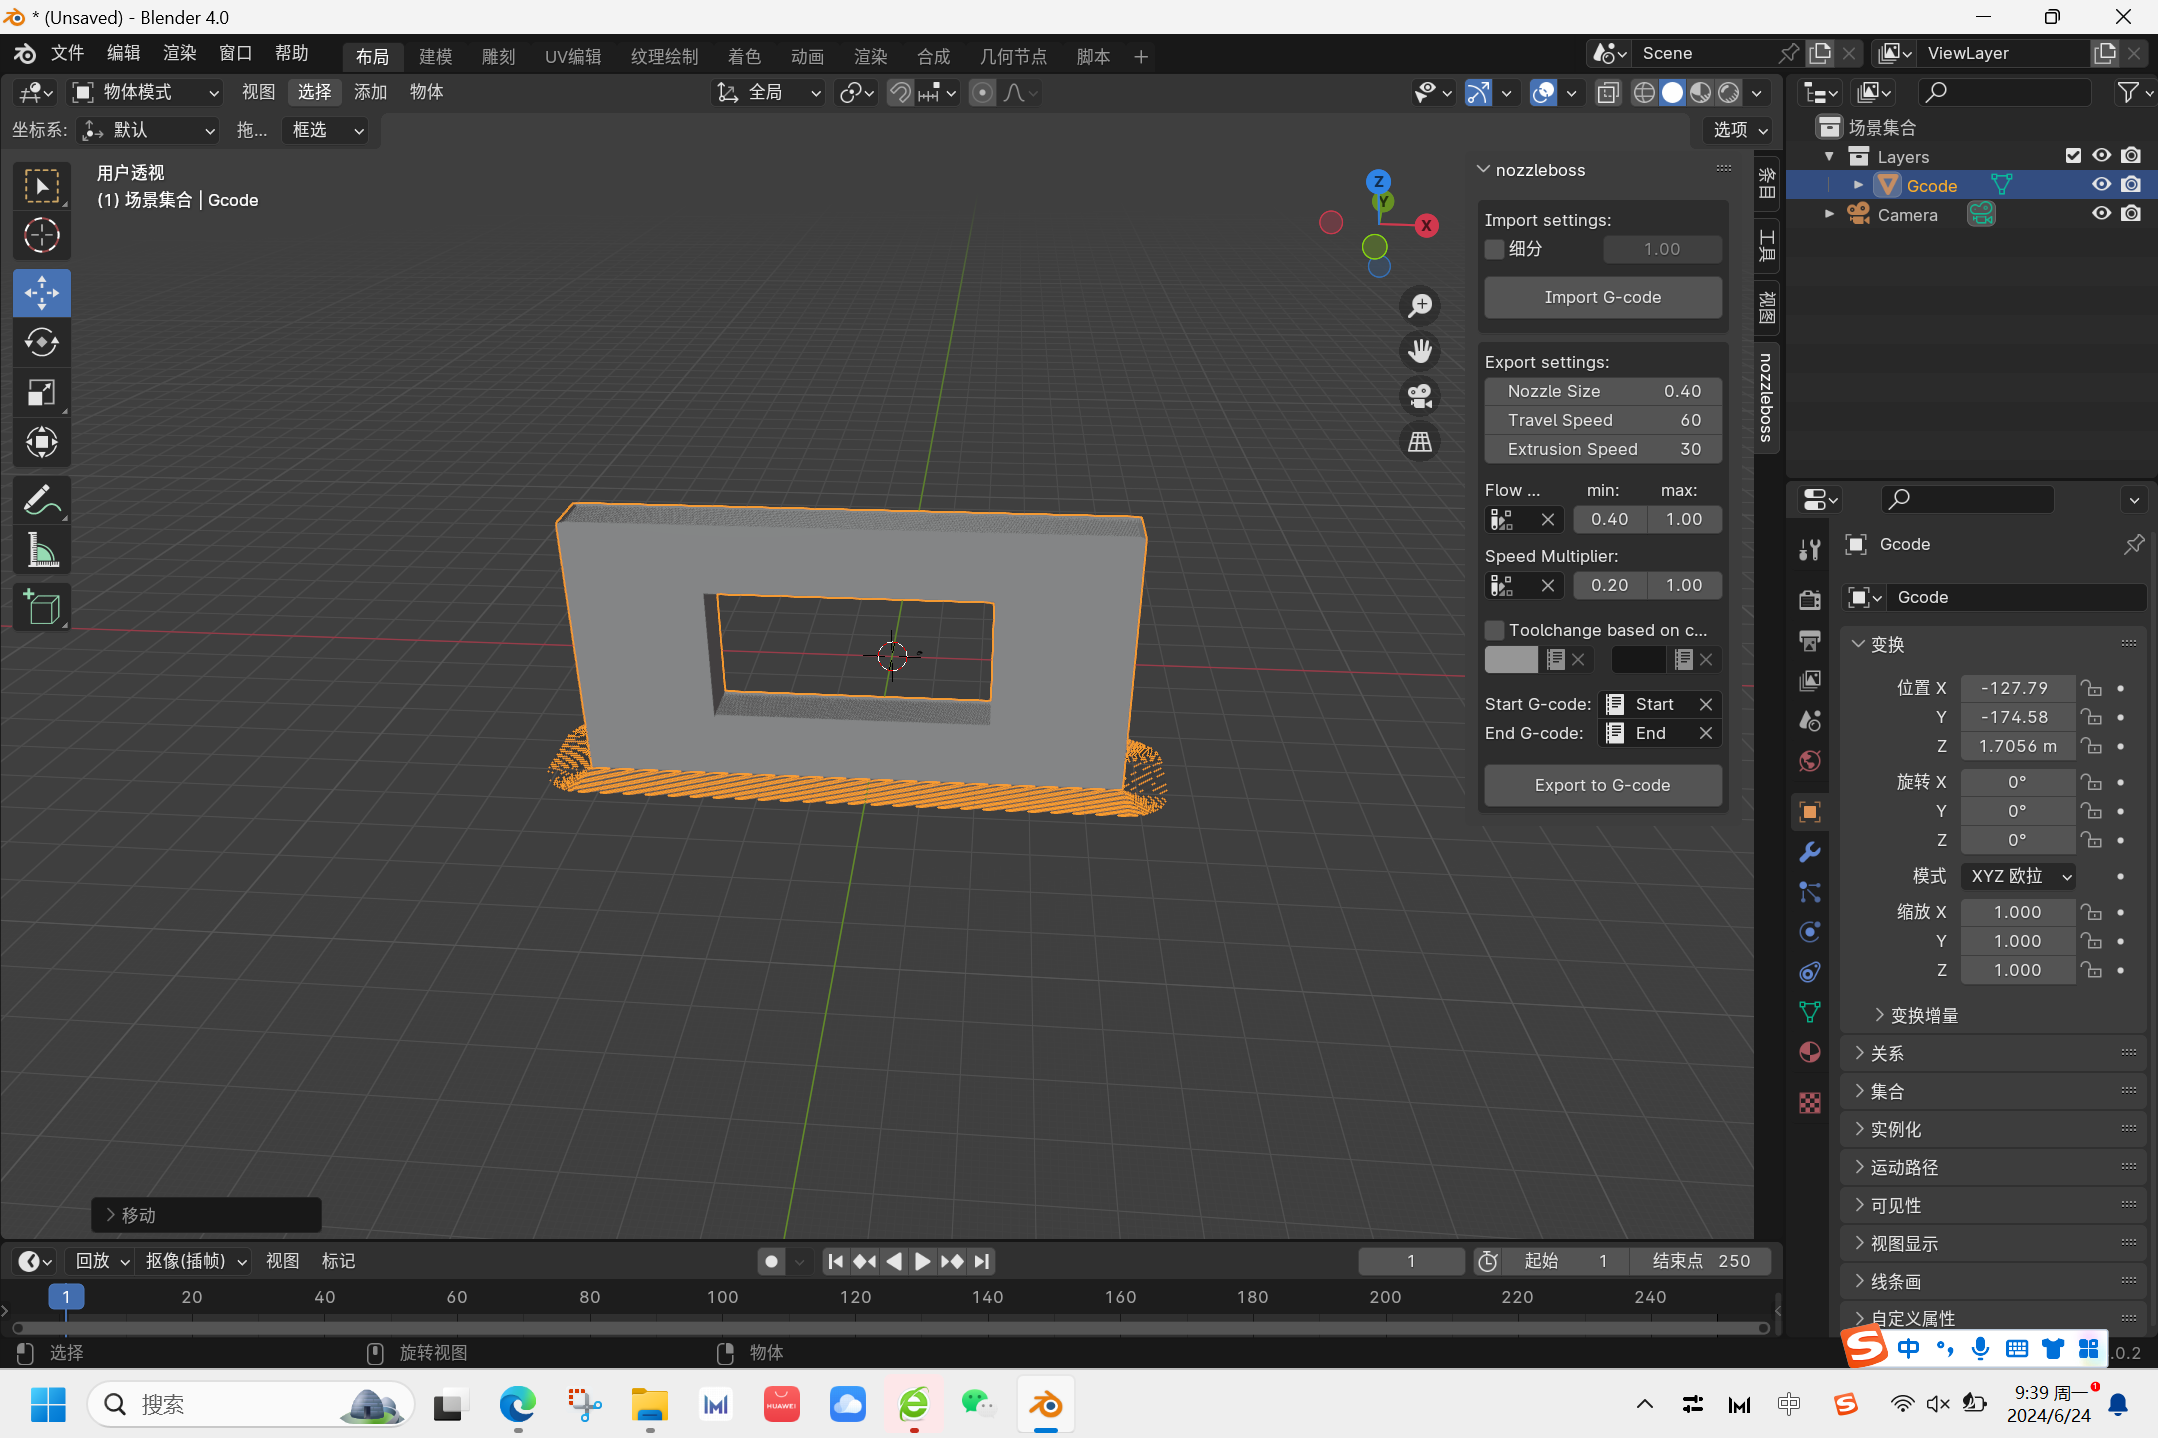 * (Unsaved) - Blender 4.0
文件 编辑 渲染 窗口 帮助 布局 建模 雕刻 UV编辑 纹理绘制 着色 动画 渲染 合成 几何节点 脚本 + Scene ViewLayer
物体模式 视图 选择 添加 物体 全局
坐标系: 默认 拖... 框选 选项
用户透视
(1) 场景集合 | Gcode
Z
Y
X
nozzleboss
Import settings:
细分 1.00
Import G-code
Export settings:
Nozzle Size 0.40
Travel Speed 60
Extrusion Speed 30
Flow ... min: max:
0.40 1.00
Speed Multiplier:
0.20 1.00
Toolchange based on c...
Start G-code: Start
End G-code: End
Export to G-code
条目
工具
视图
nozzleboss
场景集合
Layers
Gcode
Camera
Gcode
Gcode
变换
位置 X -127.79
Y -174.58
Z 1.7056 m
旋转 X 0°
Y 0°
Z 0°
模式 XYZ 欧拉
缩放 X 1.000
Y 1.000
Z 1.000
变换增量
关系
集合
实例化
运动路径
可见性
视图显示
线条画
自定义属性
移动
回放 抠像(插帧) 视图 标记 1 起始 1 结束点 250
1 20 40 60 80 100 120 140 160 180 200 220 240
选择 旋转视图 物体 .0.2
中
搜索
HUAWEI
中
9:39 周一
2024/6/24
1